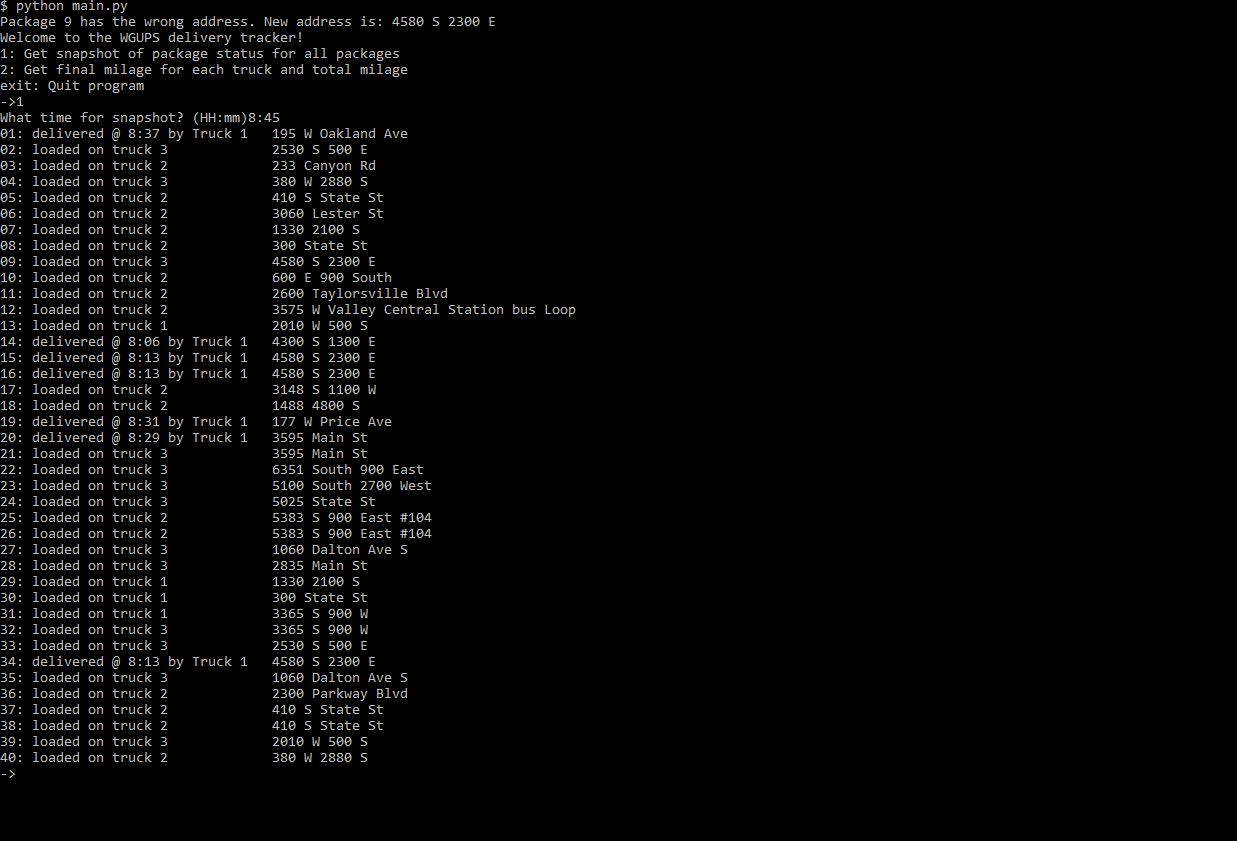 $ python main.py
Package 9 has the wrong address. New address is: 4580 S 2300 E
Welcome to the WGUPS delivery tracker!
1: Get snapshot of package status for all packages
2: Get final milage for each truck and total milage
exit: Quit program
->1
What time for snapshot? (HH:mm)8:45
01: delivered @ 8:37 by Truck 1   195 W Oakland Ave
02: loaded on truck 3             2530 S 500 E
03: loaded on truck 2             233 Canyon Rd
04: loaded on truck 3             380 W 2880 S
05: loaded on truck 2             410 S State St
06: loaded on truck 2             3060 Lester St
07: loaded on truck 2             1330 2100 S
08: loaded on truck 2             300 State St
09: loaded on truck 3             4580 S 2300 E
10: loaded on truck 2             600 E 900 South
11: loaded on truck 2             2600 Taylorsville Blvd
12: loaded on truck 2             3575 W Valley Central Station bus Loop
13: loaded on truck 1             2010 W 500 S
14: delivered @ 8:06 by Truck 1   4300 S 1300 E
15: delivered @ 8:13 by Truck 1   4580 S 2300 E
16: delivered @ 8:13 by Truck 1   4580 S 2300 E
17: loaded on truck 2             3148 S 1100 W
18: loaded on truck 2             1488 4800 S
19: delivered @ 8:31 by Truck 1   177 W Price Ave
20: delivered @ 8:29 by Truck 1   3595 Main St
21: loaded on truck 3             3595 Main St
22: loaded on truck 3             6351 South 900 East
23: loaded on truck 3             5100 South 2700 West
24: loaded on truck 3             5025 State St
25: loaded on truck 2             5383 S 900 East #104
26: loaded on truck 2             5383 S 900 East #104
27: loaded on truck 3             1060 Dalton Ave S
28: loaded on truck 3             2835 Main St
29: loaded on truck 1             1330 2100 S
30: loaded on truck 1             300 State St
31: loaded on truck 1             3365 S 900 W
32: loaded on truck 3             3365 S 900 W
33: loaded on truck 3             2530 S 500 E
34: delivered @ 8:13 by Truck 1   4580 S 2300 E
35: loaded on truck 3             1060 Dalton Ave S
36: loaded on truck 2             2300 Parkway Blvd
37: loaded on truck 2             410 S State St
38: loaded on truck 2             410 S State St
39: loaded on truck 3             2010 W 500 S
40: loaded on truck 2             380 W 2880 S
->